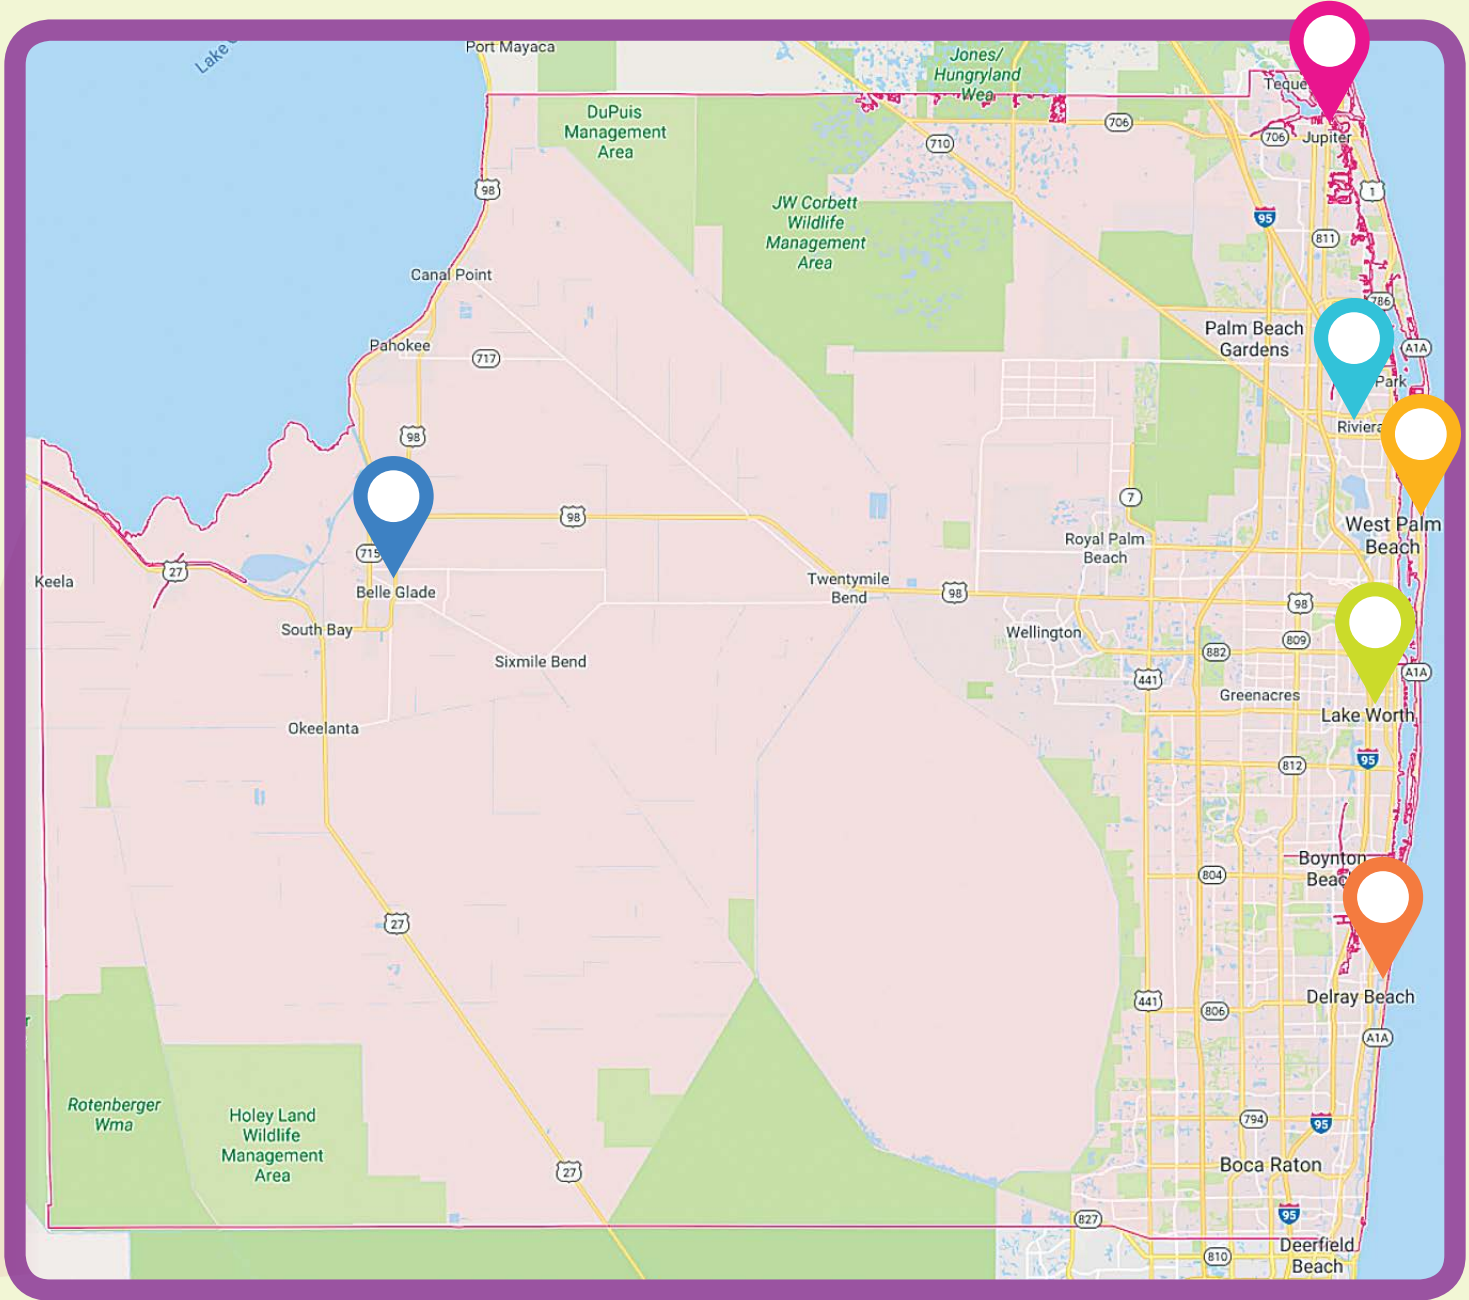 Lake
Port Mayaca
Jones/
Hungryland
Wea
DuPuis
Management
Area
706
710
706
Jupiter
98
1
JW Corbett
Wildlife
Management
Area
95
811
Canal Point
786
Pahokee
717
Palm Beach
Gardens
A1A
Park
98
Riviera
7
98
West Palm
Beach
715
Royal Palm
Beach
27
Keela
Belle Glade
Twentymile
Bend
98
98
South Bay
Wellington
809
882
Sixmile Bend
441
A1A
Greenacres
Okeelanta
Lake Worth
95
812
Boynton
804
27
Delray Beach
441
806
A1A
Rotenberger
Wma
Holey Land
Wildlife
Management
Area
794
95
27
Boca Raton
827
95
810
Deerfield
Beach